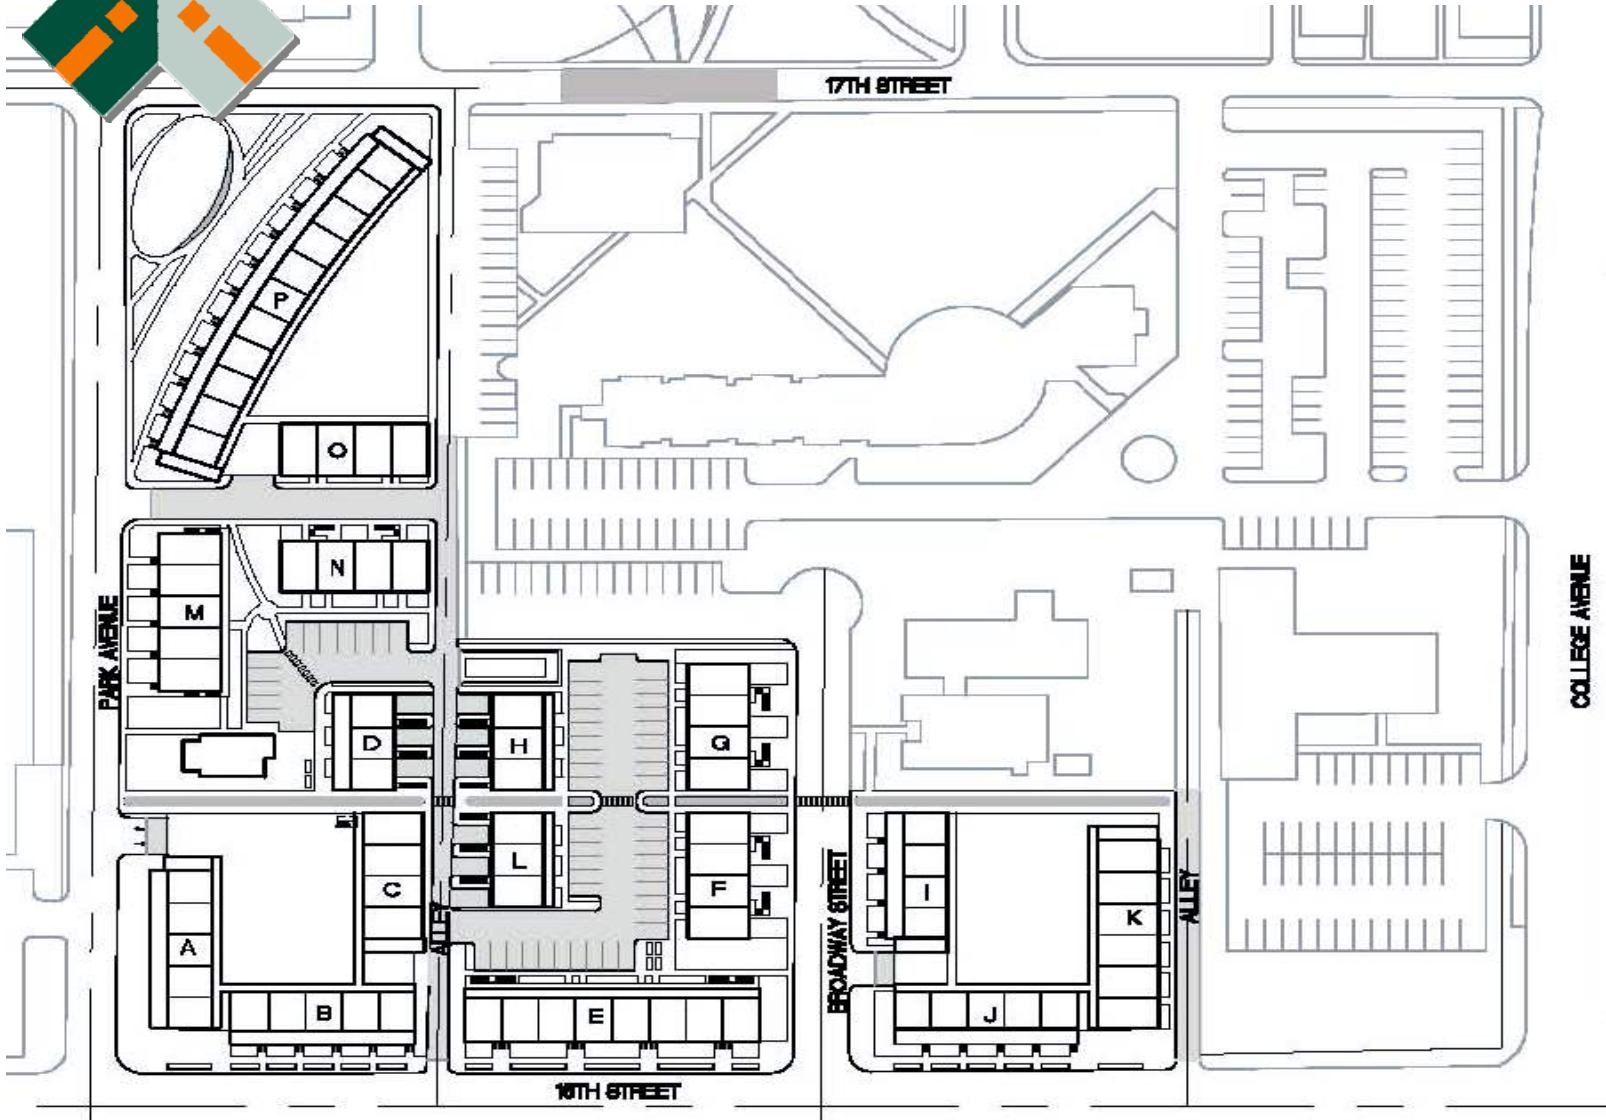 17TH STREET
P
O
N
M
PARK AVENUE
COLLEGE AVENUE
D
H
G
C
L
F
I
K
A
ALLEY
BROADWAY STREET
ALLEY
B
E
J
16TH STREET